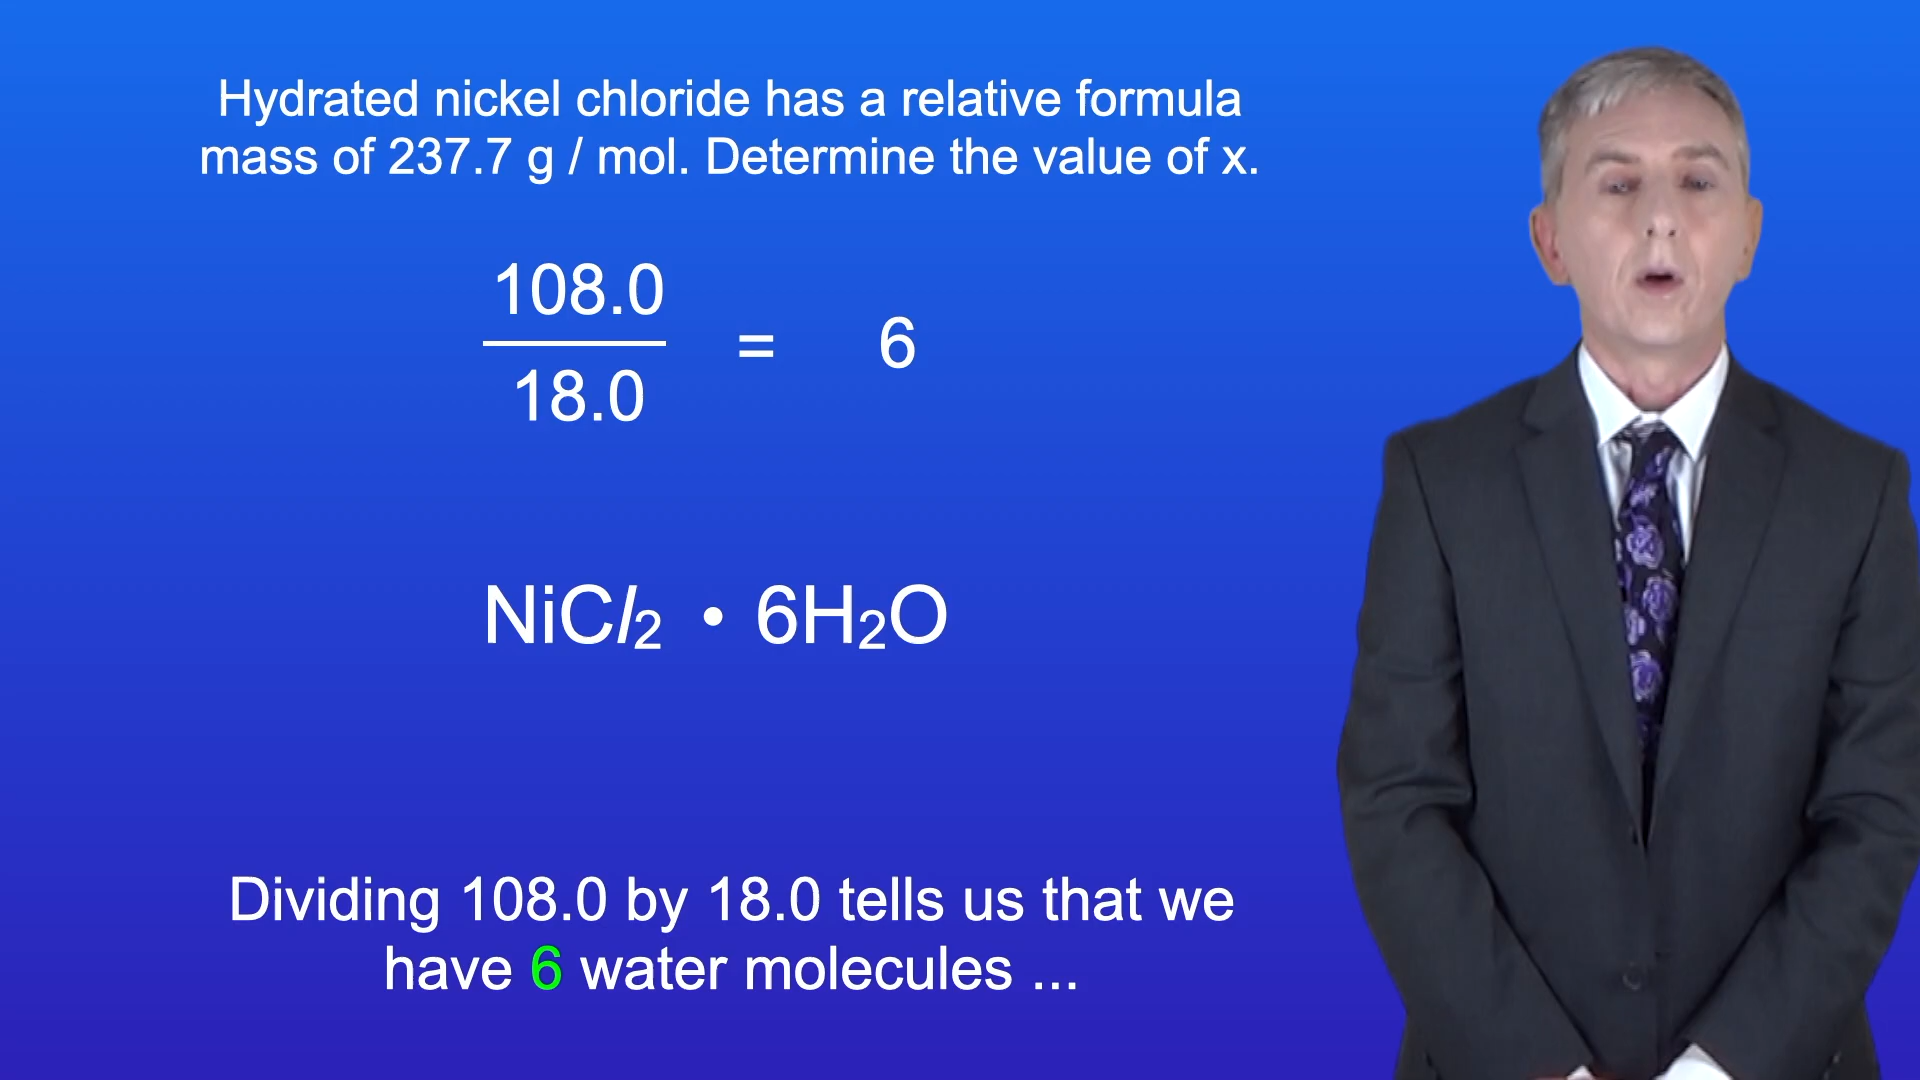 Hydrated nickel chloride has a relative formula
mass of 237.7 g / mol. Determine the value of x.
108.0
18.0
= 6
NiCl₂ • 6H₂O
Dividing 108.0 by 18.0 tells us that we
have 6 water molecules ...